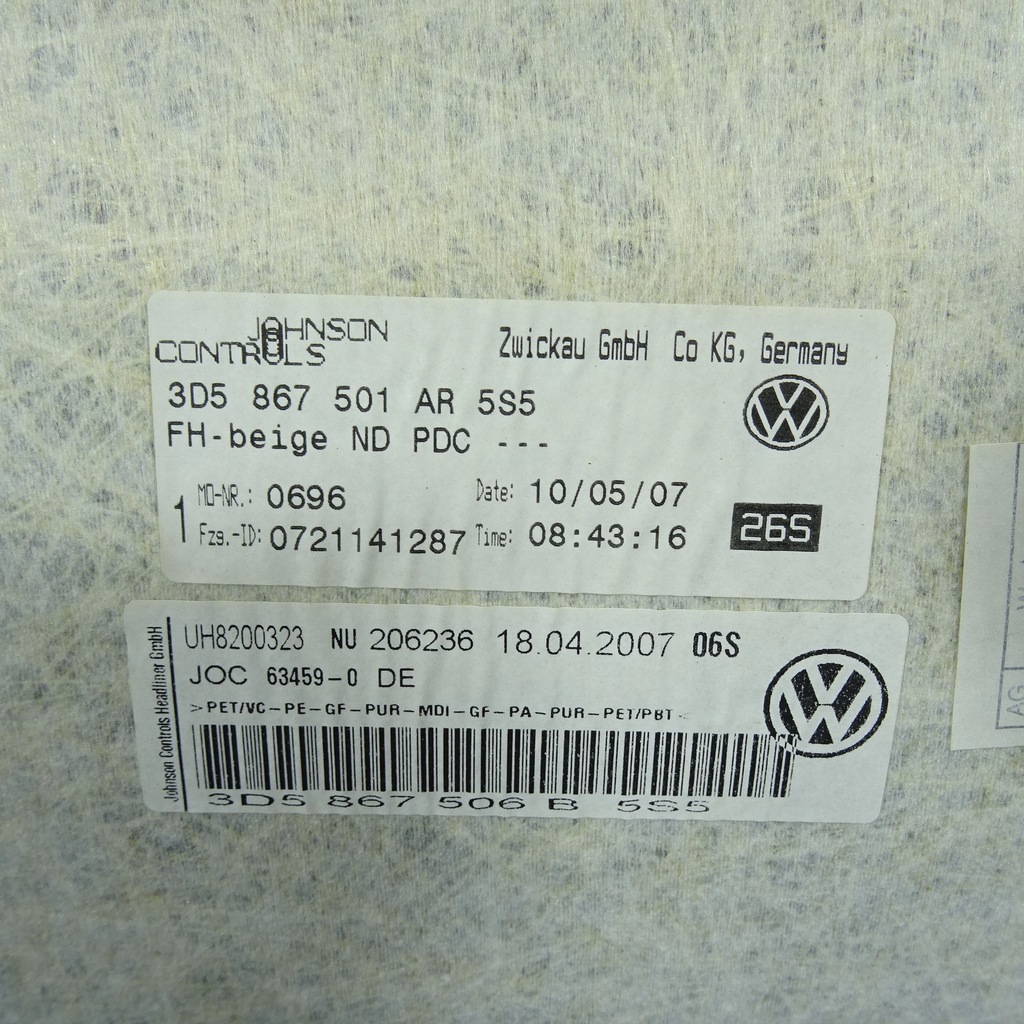 JOHNSON
CONTROLS
Zwickau GmbH Co KG, Germany
3D5 867 501 AR 5S5
FH-beige ND PDC ---
1
MO-NR.: 0696
Date: 10/05/07
Fzg.-ID: 0721141287
Time: 08:43:16
26S
Johnson Controls Headliner GmbH
UH8200323 NU 206236 18.04.2007 06S
JOC 63459-0 DE
>PET/VC-PE-GF-PUR-MDI-GF-PA-PUR-PET/PBT-<
3D5 867 506 B 5S5
AG